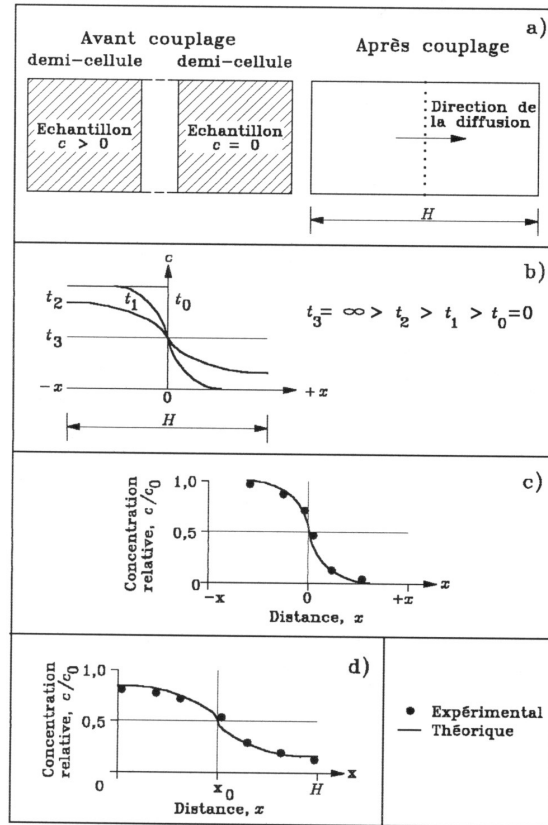 a)
Avant couplage
Après couplage
demi-cellule demi-cellule
Echantillon
c > 0
Echantillon
c = 0
Direction de
la diffusion
H
b)
c
t2
t1
t0
t3
t3= ∞ > t2 > t1 > t0=0
-x
0
+x
H
c)
Concentration
relative, c/c0
1,0
0,5
0
-x
0
+x
x
Distance, x
d)
Concentration
relative, c/c0
1,0
0,5
0
x0
H
x
Distance, x
● Expérimental
— Théorique